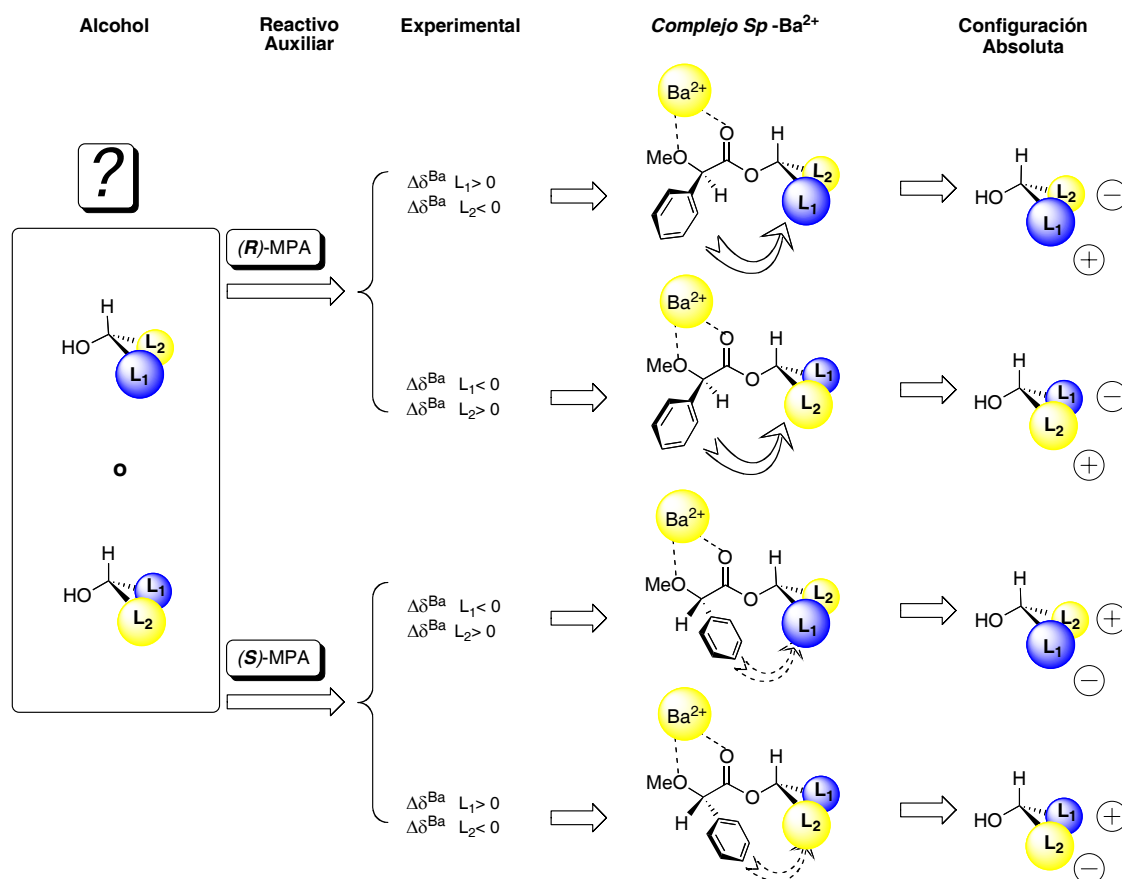 Alcohol
Reactivo
Auxiliar
Experimental
Complejo Sp -Ba2+
Configuración
Absoluta
?
H
HO
L2
L1
o
H
HO
L1
L2
(R)-MPA
(S)-MPA
ΔδBa L1> 0
ΔδBa L2< 0
Ba2+
O
MeO
H
O
H
L2
L1
H
HO
L2
−
L1
+
ΔδBa L1< 0
ΔδBa L2> 0
Ba2+
O
MeO
H
O
H
L1
L2
H
HO
L1
−
L2
+
ΔδBa L1< 0
ΔδBa L2> 0
Ba2+
O
MeO
H
O
H
L2
L1
H
HO
L2
+
L1
−
ΔδBa L1> 0
ΔδBa L2< 0
Ba2+
O
MeO
H
O
H
L1
L2
H
HO
L1
+
L2
−